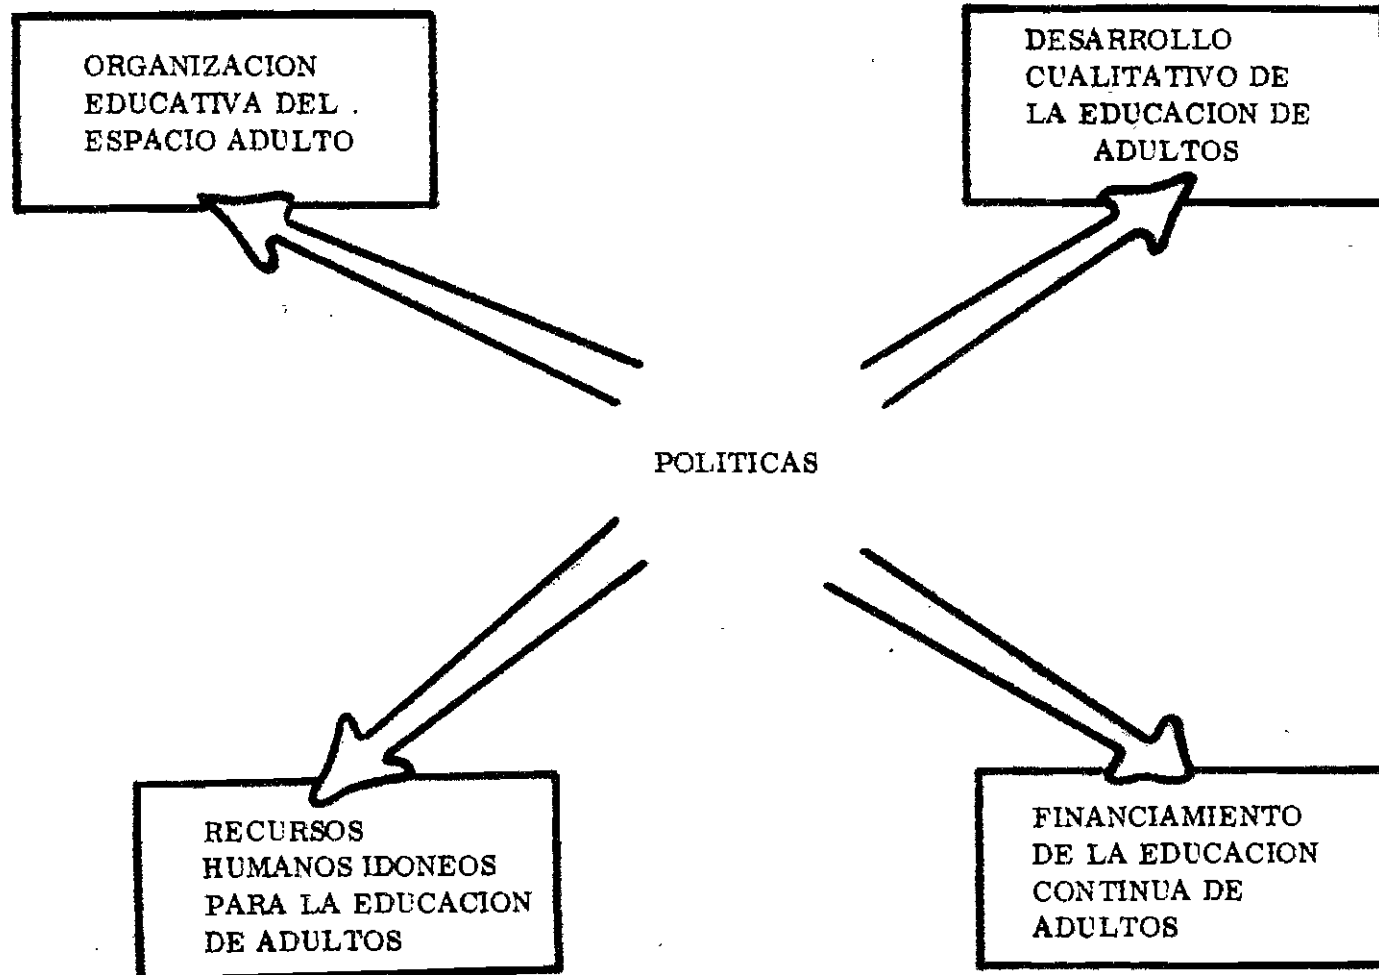 ORGANIZACION
EDUCATIVA DEL
ESPACIO ADULTO
DESARROLLO
CUALITATIVO DE
LA EDUCACION DE
ADULTOS
POLITICAS
RECURSOS
HUMANOS IDONEOS
PARA LA EDUCACION
DE ADULTOS
FINANCIAMIENTO
DE LA EDUCACION
CONTINUA DE
ADULTOS